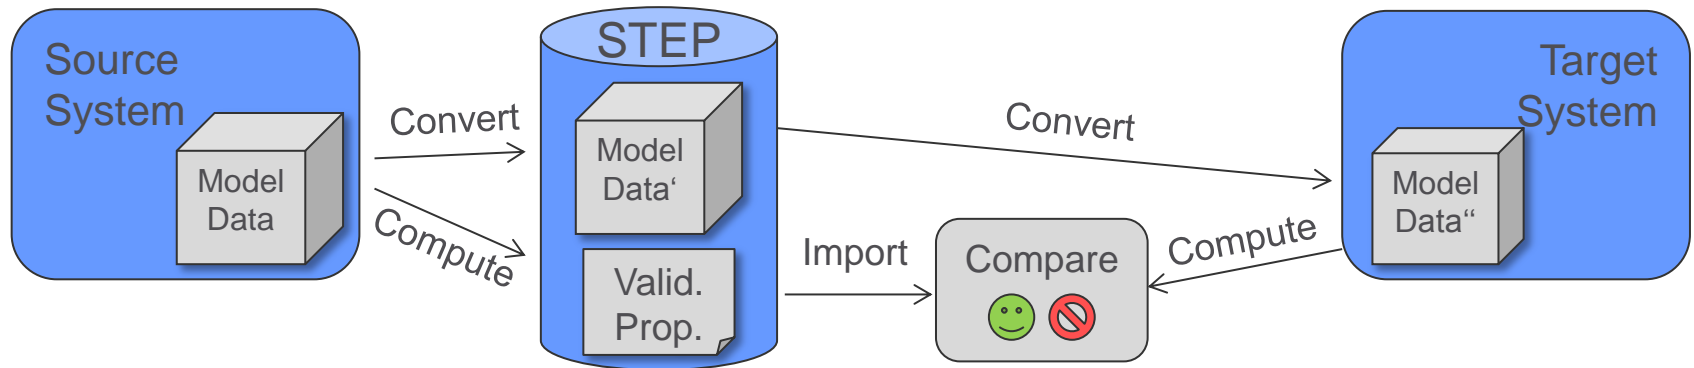 Source
System
Model
Data
Convert
Compute
STEP
Model
Data‘
Valid.
Prop.
Import
Convert
Compare
Compute
Target
System
Model
Data“